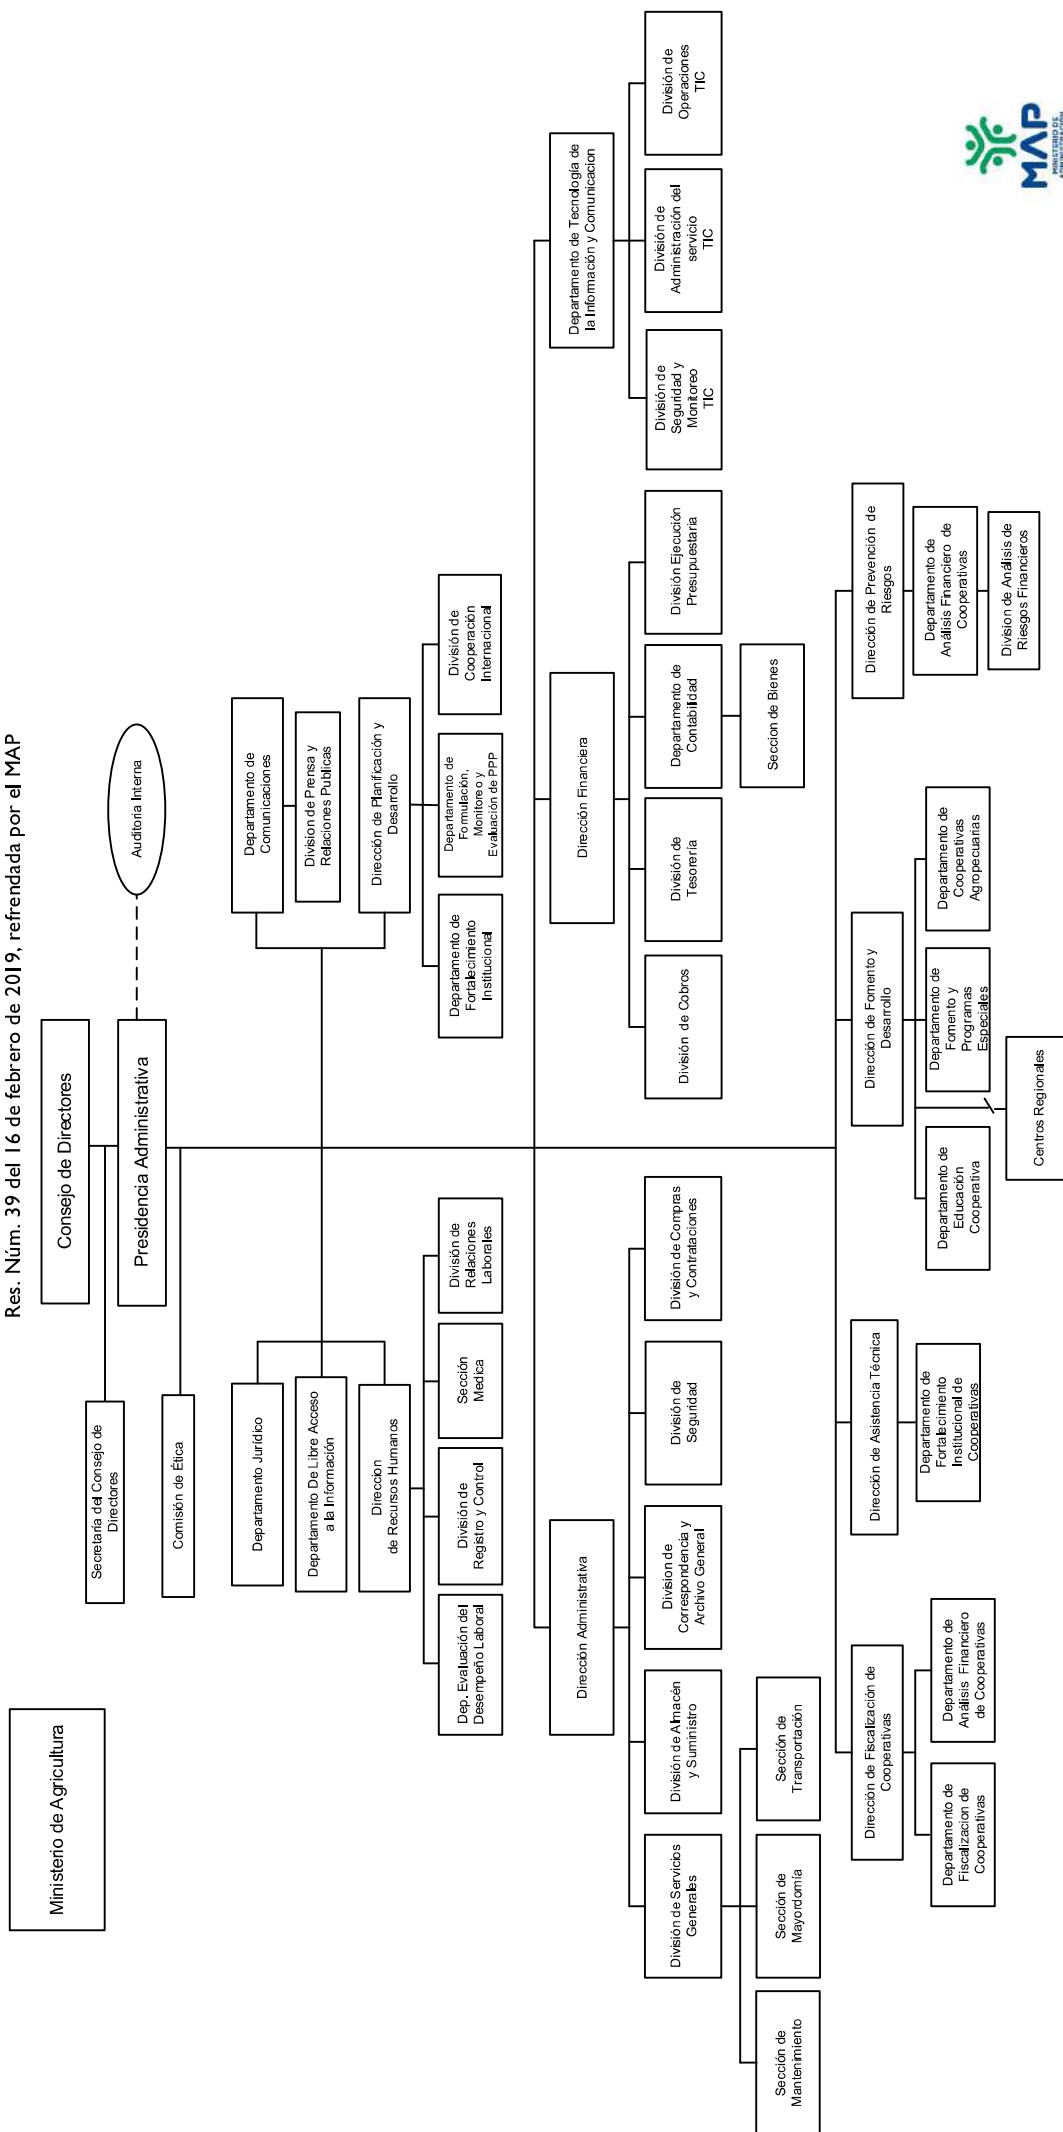 Res. Núm. 39 del 16 de febrero de 2019, refrendada por el MAP
Ministerio de Agricultura
Consejo de Directores
Secretaría del Consejo de
Directores
Presidencia Administrativa
Auditoria Interna
Comisión de Ética
Departamento Jurídico
Departamento De Libre Acceso
a la Información
Direccion
de Recursos Humanos
Departamento de
Comunicaciones
Division de Prensa y
Relaciones Publicas
Dirección de Planificación y
Desarrollo
Dep. Evaluación del
Desempeño Laboral
División de
Registro y Control
Sección
Medica
División de
Relaciones
Laborales
Departamento de
Fortalecimiento
Institucional
Departamento de
Formulación,
Monitoreo y
Evaluación de PPP
División de
Cooperación
Internacional
Dirección Administrativa
Dirección Financiera
Departamento de Tecnología de
la Información y Comunicacion
División de Servicios
Generales
División de Almacén
y Suministro
Division de
Correspondencia y
Archivo General
División de
Seguridad
División de Compras
y Contrataciones
División de Cobros
División de
Tesorería
Departamento de
Contabilidad
División Ejecución
Presupuestaría
División de
Seguridad y
Monitoreo
TIC
División de
Administración del
servicio
TIC
División de
Operaciones
TIC
Sección de
Mantenimiento
Sección de
Mayordomía
Sección de
Transportación
Seccion de Bienes
Dirección de Fiscalización de
Cooperativas
Dirección de Asistencia Técnica
Dirección de Fomento y
Desarrollo
Dirección de Prevención de
Riesgos
Departamento de
Fiscalizacion de
Cooperativas
Departamento de
Análisis Financiero
de Cooperativas
Departamento de
Fortalecimiento
Institucional de
Cooperativas
Departamento de
Educación
Cooperativa
Departamento de
Fomento y
Programas
Especiales
Departamento de
Cooperativas
Agropecuarias
Departamento de
Análisis Financiero de
Cooperativas
Division de Análisis de
Riesgos Financieros
Centros Regionales
MAP
MINISTERIO DE
ADMINISTRACIÓN